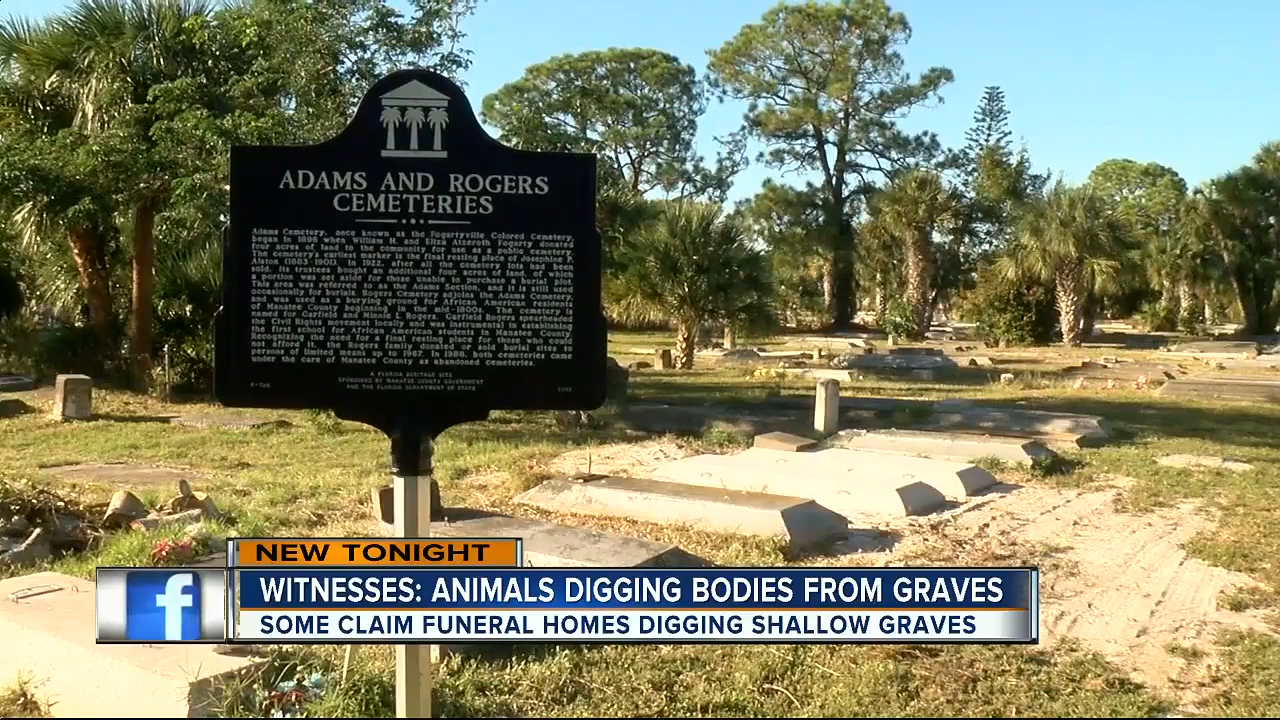 ADAMS AND ROGERS
CEMETERIES
Adams Cemetery, once known as the Fogartyville Colored Cemetery,
began in 1896 when William H. and Eliza Atzeroth Fogarty donated
four acres of land to the community for use as a public cemetery.
The cemetery's earliest marker is the final resting place of Josephine P.
Alston (1883-1901). In 1922, after all the cemetery lots had been
sold, its trustees bought an additional four acres of land, of which
a portion was set aside for those unable to purchase a burial plot.
This area was referred to as the Adams Section, and it is still used
occasionally for burials. Rogers Cemetery adjoins the Adams Cemetery,
and was used as a burying ground for African American residents
of Manatee County beginning in the mid-1800s. The cemetery is
named for Garfield and Minnie L. Rogers. Garfield Rogers spearheaded
the Civil Rights movement locally and was instrumental in establishing
the first school for African American students in Manatee County.
Recognizing the need for a final resting place for those who could
not afford it, the Rogers family donated or sold burial sites to
persons of limited means up to 1967. In 1988, both cemeteries came
under the care of Manatee County as abandoned cemeteries.
A FLORIDA HERITAGE SITE
SPONSORED BY MANATEE COUNTY GOVERNMENT
AND THE FLORIDA DEPARTMENT OF STATE
NEW TONIGHT
f
WITNESSES: ANIMALS DIGGING BODIES FROM GRAVES
SOME CLAIM FUNERAL HOMES DIGGING SHALLOW GRAVES